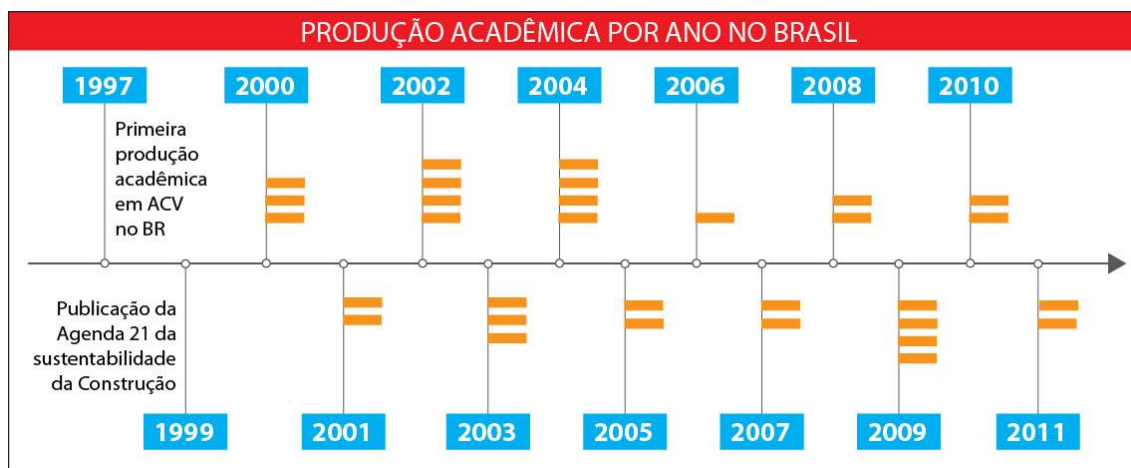 PRODUÇÃO ACADÊMICA POR ANO NO BRASIL
1997
2000
2002
2004
2006
2008
2010
Primeira
produção
acadêmica
em ACV
no BR
Publicação da
Agenda 21 da
sustentabilidade
da Construção
1999
2001
2003
2005
2007
2009
2011